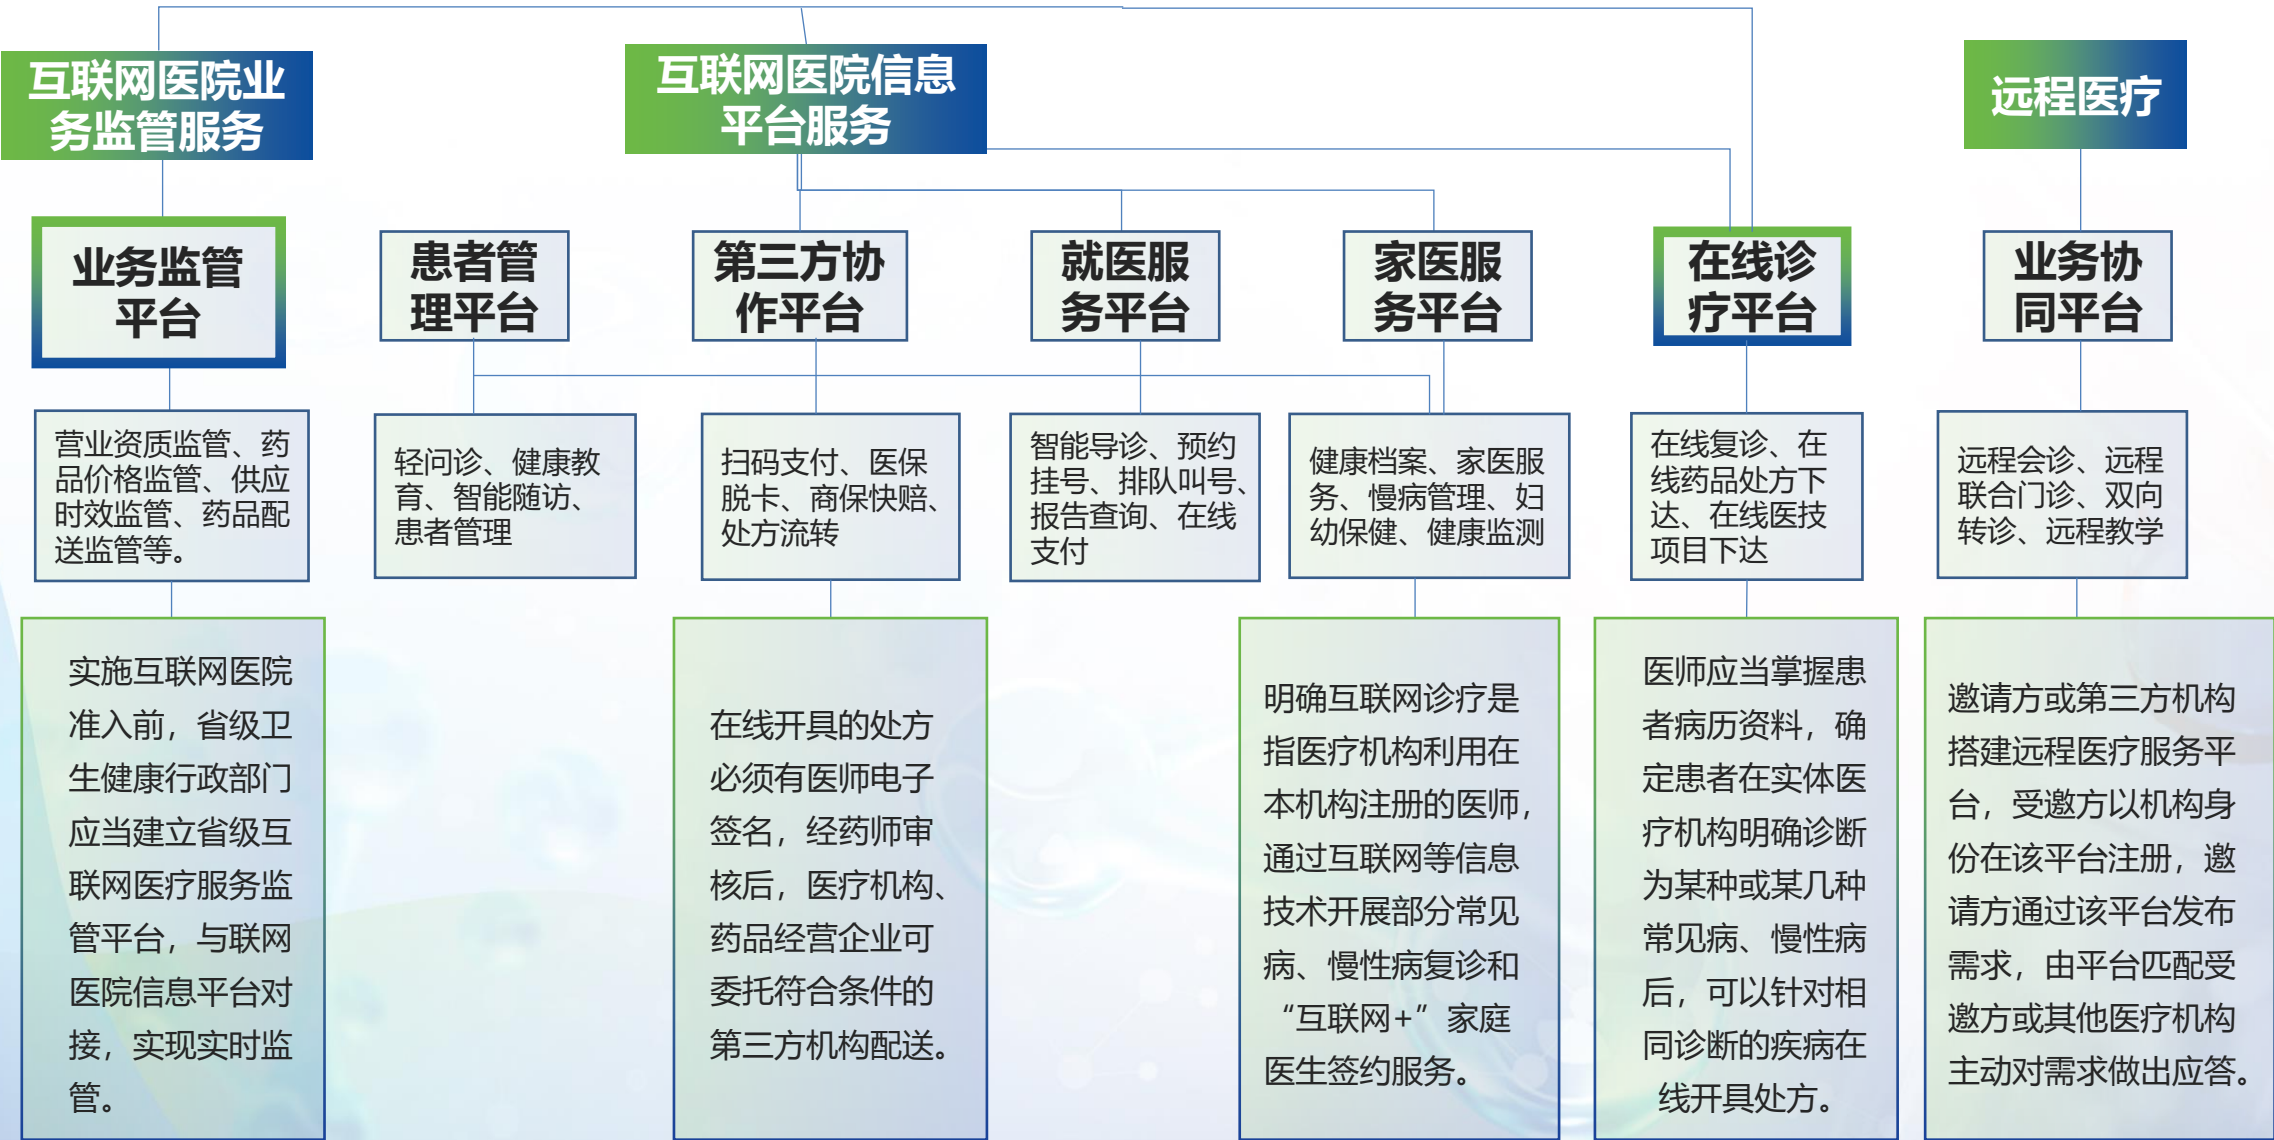 互联网医院业
务监管服务
互联网医院信息
平台服务
远程医疗
业务监管
平台
患者管
理平台
第三方协
作平台
就医服
务平台
家医服
务平台
在线诊
疗平台
业务协
同平台
营业资质监管、药
品价格监管、供应
时效监管、药品配
送监管等。
轻问诊、健康教
育、智能随访、
患者管理
扫码支付、医保
脱卡、商保快赔、
处方流转
智能导诊、预约
挂号、排队叫号、
报告查询、在线
支付
健康档案、家医服
务、慢病管理、妇
幼保健、健康监测
在线复诊、在
线药品处方下
达、在线医技
项目下达
远程会诊、远程
联合门诊、双向
转诊、远程教学
实施互联网医院
准入前，省级卫
生健康行政部门
应当建立省级互
联网医疗服务监
管平台，与联网
医院信息平台对
接，实现实时监
管。
在线开具的处方
必须有医师电子
签名，经药师审
核后，医疗机构、
药品经营企业可
委托符合条件的
第三方机构配送。
明确互联网诊疗是
指医疗机构利用在
本机构注册的医师，
通过互联网等信息
技术开展部分常见
病、慢性病复诊和
“互联网+”家庭
医生签约服务。
医师应当掌握患
者病历资料，确
定患者在实体医
疗机构明确诊断
为某种或某几种
常见病、慢性病
后，可以针对相
同诊断的疾病在
线开具处方。
邀请方或第三方机构
搭建远程医疗服务平
台，受邀方以机构身
份在该平台注册，邀
请方通过该平台发布
需求，由平台匹配受
邀方或其他医疗机构
主动对需求做出应答。